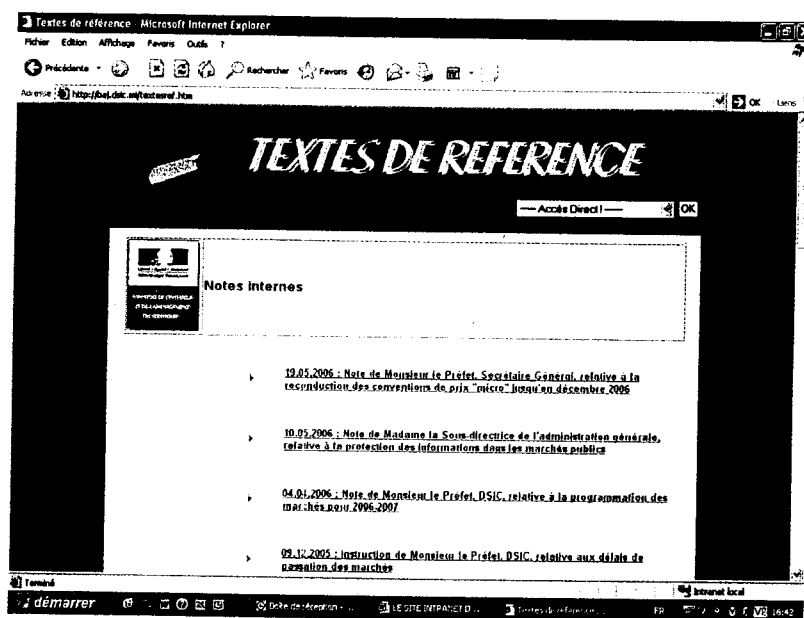 Textes de référence - Microsoft Internet Explorer
Fichier Edition Affichage Favoris Outils ?
Précédente Rechercher Favoris
Adresse http://baj.dsic.mi/textesref.htm OK Liens
TEXTES DE REFERENCE
--- Accès Direct ! --- OK
Notes internes
19.05.2006 : Note de Monsieur le Préfet, Secrétaire Général, relative à la
reconduction des conventions de prix "micro" jusqu'en décembre 2006
10.05.2006 : Note de Madame la Sous-directrice de l'administration générale,
relative à la protection des informations dans les marchés publics
04.04.2006 : Note de Monsieur le Préfet, DSIC, relative à la programmation des
marchés pour 2006-2007
09.12.2005 : Instruction de Monsieur le Préfet, DSIC, relative aux délais de
passation des marchés
Terminé Intranet local
démarrer Boîte de réception - ... LE SITE INTRANET D... Textes de référence ... FR 16:42